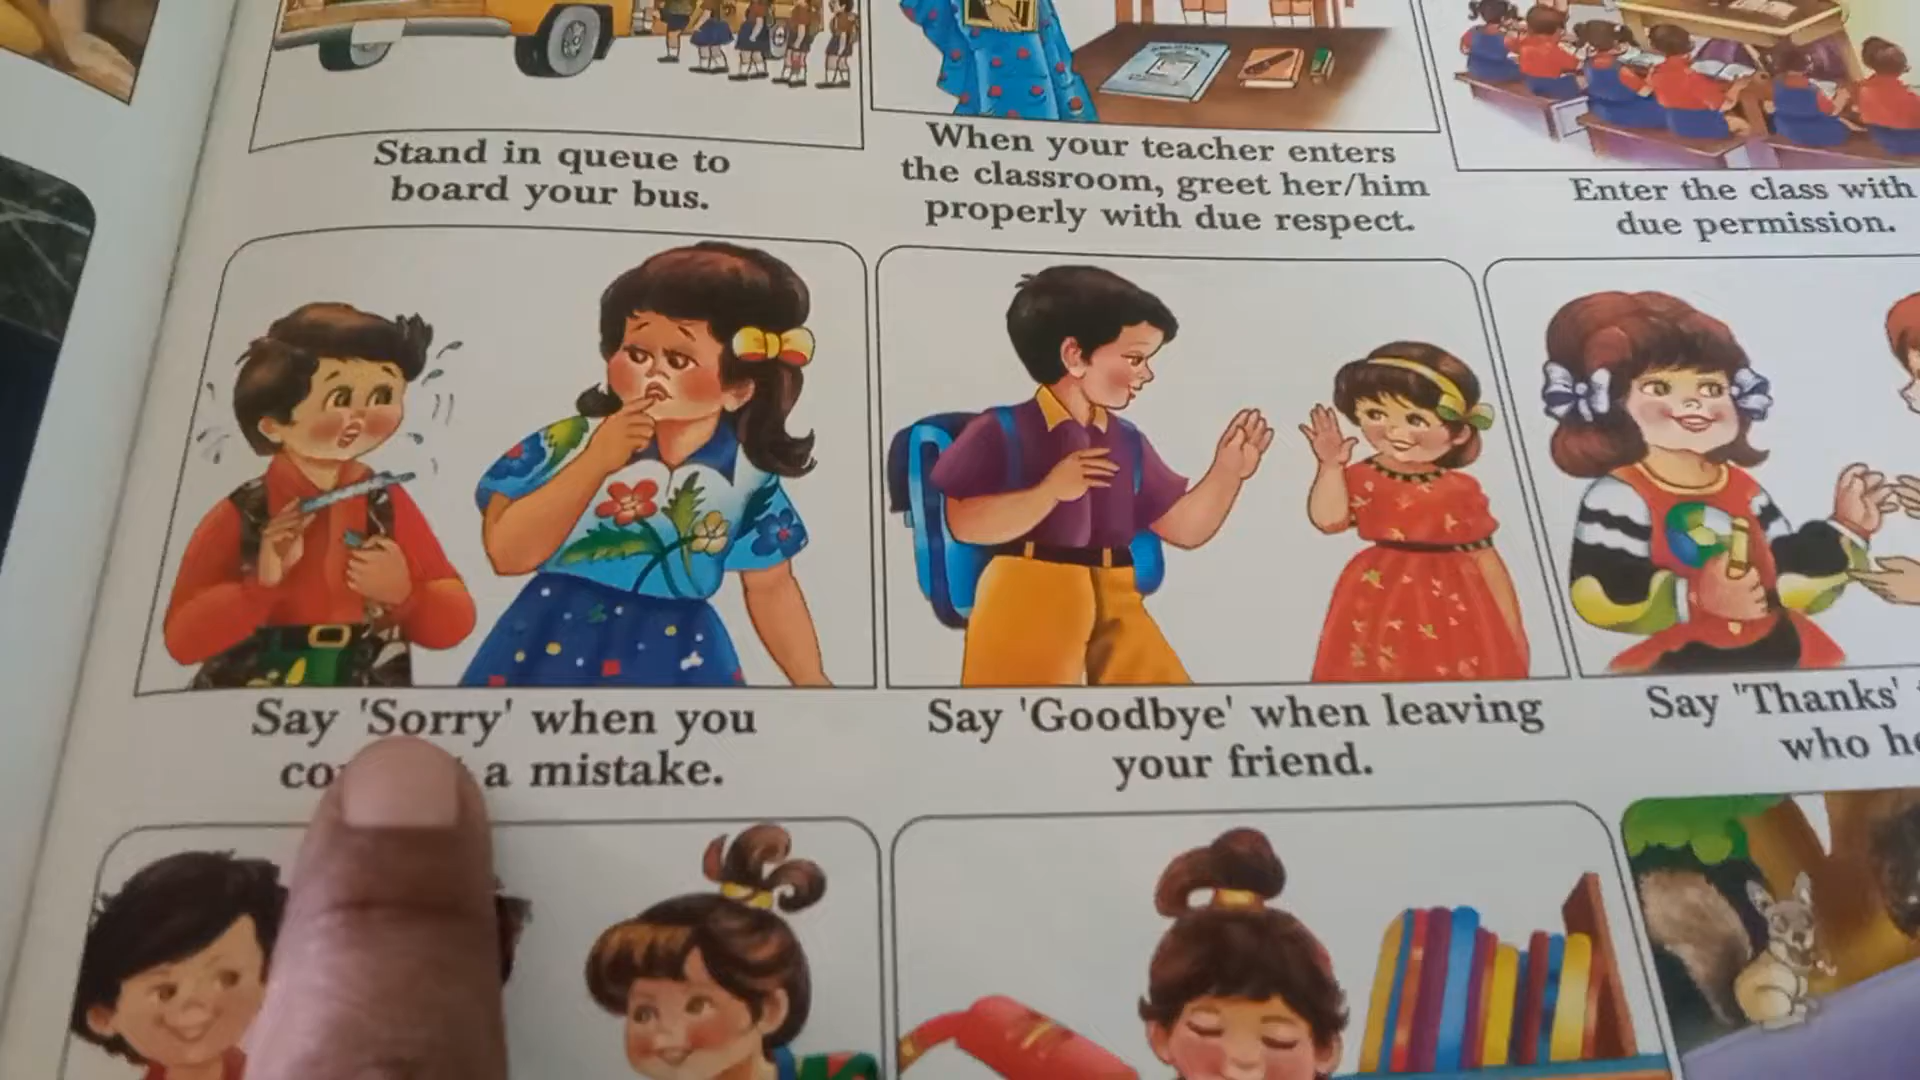 Stand in queue to
board your bus.
When your teacher enters
the classroom, greet her/him
properly with due respect.
Enter the class with
due permission.
Say 'Sorry' when you
a mistake.
Say 'Goodbye' when leaving
your friend.
Say 'Thanks'
who